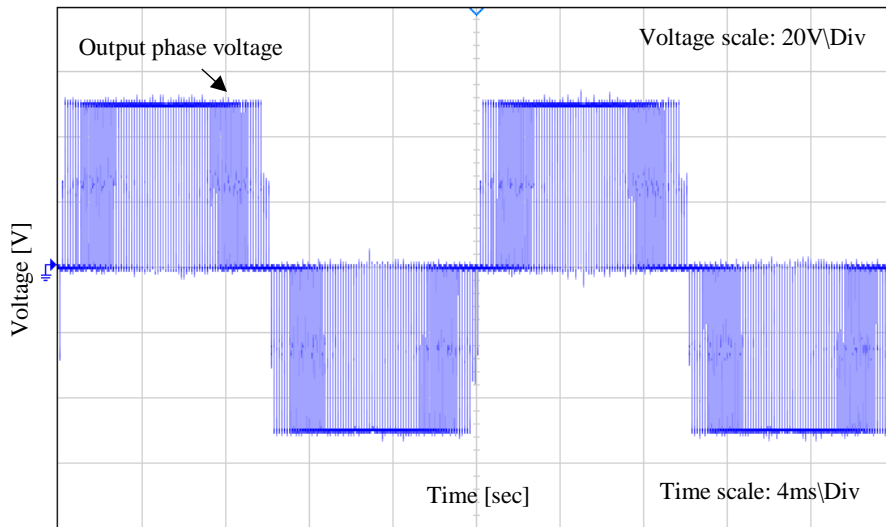 Output phase voltage
Voltage scale: 20V\Div
Voltage [V]
Time [sec]
Time scale: 4ms\Div